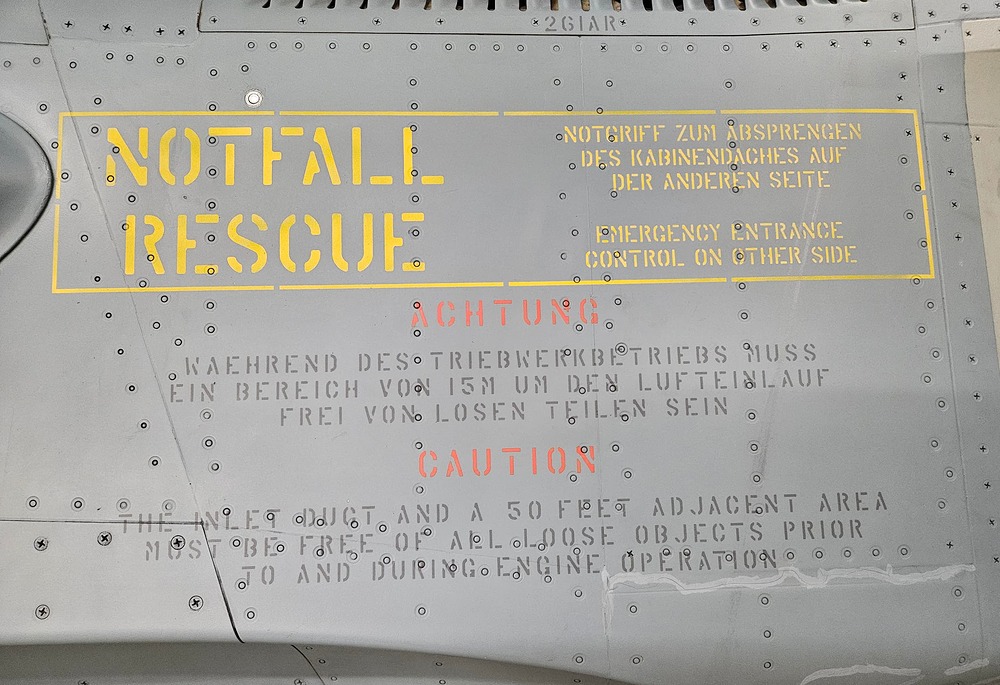 261AR
NOTFALL
RESCUE
NOTGRIFF ZUM ABSPRENGEN
DES KABINENDACHES AUF
DER ANDEREN SEITE
EMERGENCY ENTRANCE
CONTROL ON OTHER SIDE
ACHTUNG
WAEHREND DES TRIEBWERKBETRIEBS MUSS
EIN BEREICH VON 15M UM DEN LUFTEINLAUF
FREI VON LOSEN TEILEN SEIN
CAUTION
THE INLET DUCT AND A 50 FEET ADJACENT AREA
MOST BE FREE OF ALL LOOSE OBJECTS PRIOR
TO AND DURING ENGINE OPERATION